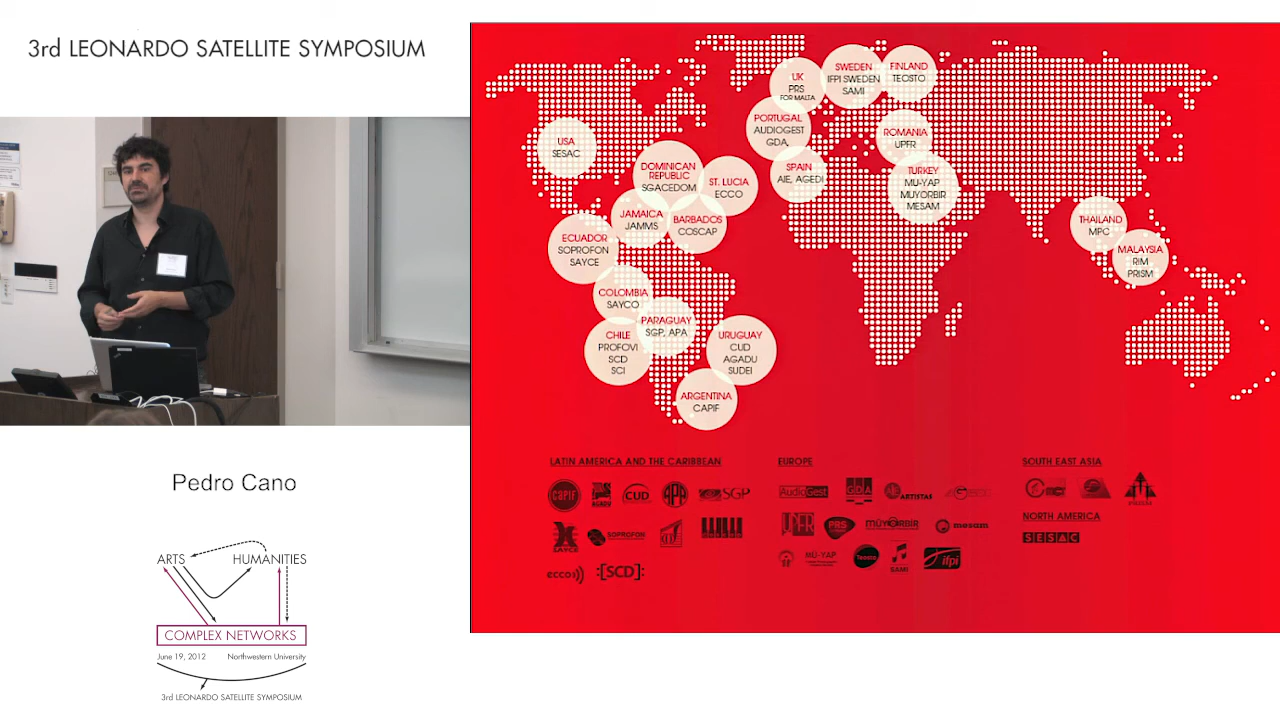 3rd LEONARDO SATELLITE SYMPOSIUM
Pedro Cano
ARTS
HUMANITIES
COMPLEX NETWORKS
June 19, 2012
Northwestern University
3rd LEONARDO SATELLITE SYMPOSIUM
USA
SESAC
UK
PRS
FOR MALTA
SWEDEN
IFPI SWEDEN
SAMI
FINLAND
TEOSTO
PORTUGAL
AUDIOGEST
GDA,
ROMANIA
UPFR
SPAIN
AIE, AGEDI
TURKEY
MU-YAP
MUYORBIR
MESAM
DOMINICAN
REPUBLIC
SGACEDOM
ST. LUCIA
ECCO
JAMAICA
JAMMS
BARBADOS
COSCAP
ECUADOR
SOPROFON
SAYCE
COLOMBIA
SAYCO
PARAGUAY
SGP, APA
CHILE
PROFOVI
SCD
SCI
URUGUAY
CUD
AGADU
SUDEI
ARGENTINA
CAPIF
THAILAND
MPC
MALAYSIA
RIM
PRISM
LATIN AMERICA AND THE CARIBBEAN
capif
AGADU
CUD
APA
SGP
SAYCE
SOPROFON
ecco
:[SCD]:
EUROPE
AudioGest
GDA
ARTISTAS
UPFR
PRS
MÜYORBİR
mesam
MÜ-YAP
Teosto
SAMI
ifpi
SOUTH EAST ASIA
NORTH AMERICA
SESAC